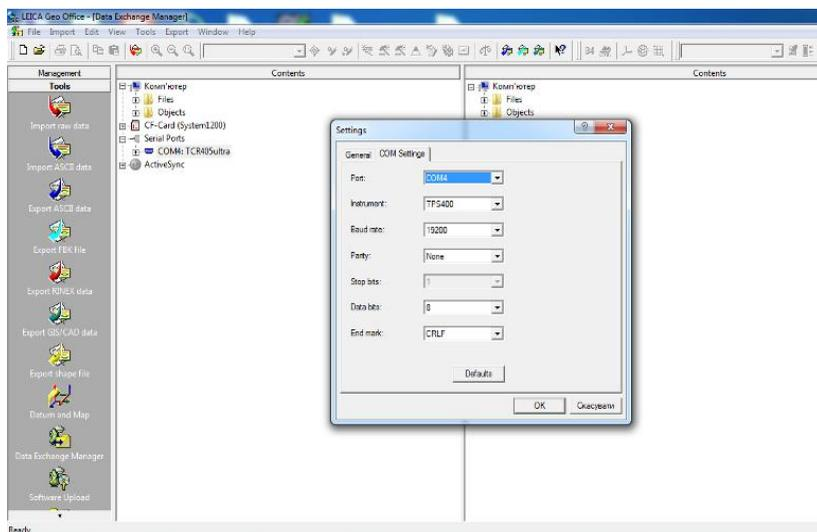 LEICA Geo Office - [Data Exchange Manager]
File Import Edit View Tools Export Window Help
Management
Tools
Import raw data
Import ASCII data
Export ASCII data
Export FBK file
Export RINEX data
Export GIS/CAD data
Export shape file
Datum and Map
Data Exchange Manager
Software Upload
Contents
Комп'ютер
Files
Objects
CF-Card (System1200)
Serial Ports
COM4: TCR405ultra
ActiveSync
Contents
Комп'ютер
Files
Objects
Settings
General COM Settings
Port: COM4
Instrument: TPS400
Baud rate: 19200
Parity: None
Stop bits: 1
Data bits: 8
End mark: CRLF
Defaults
OK Скасувати
Ready